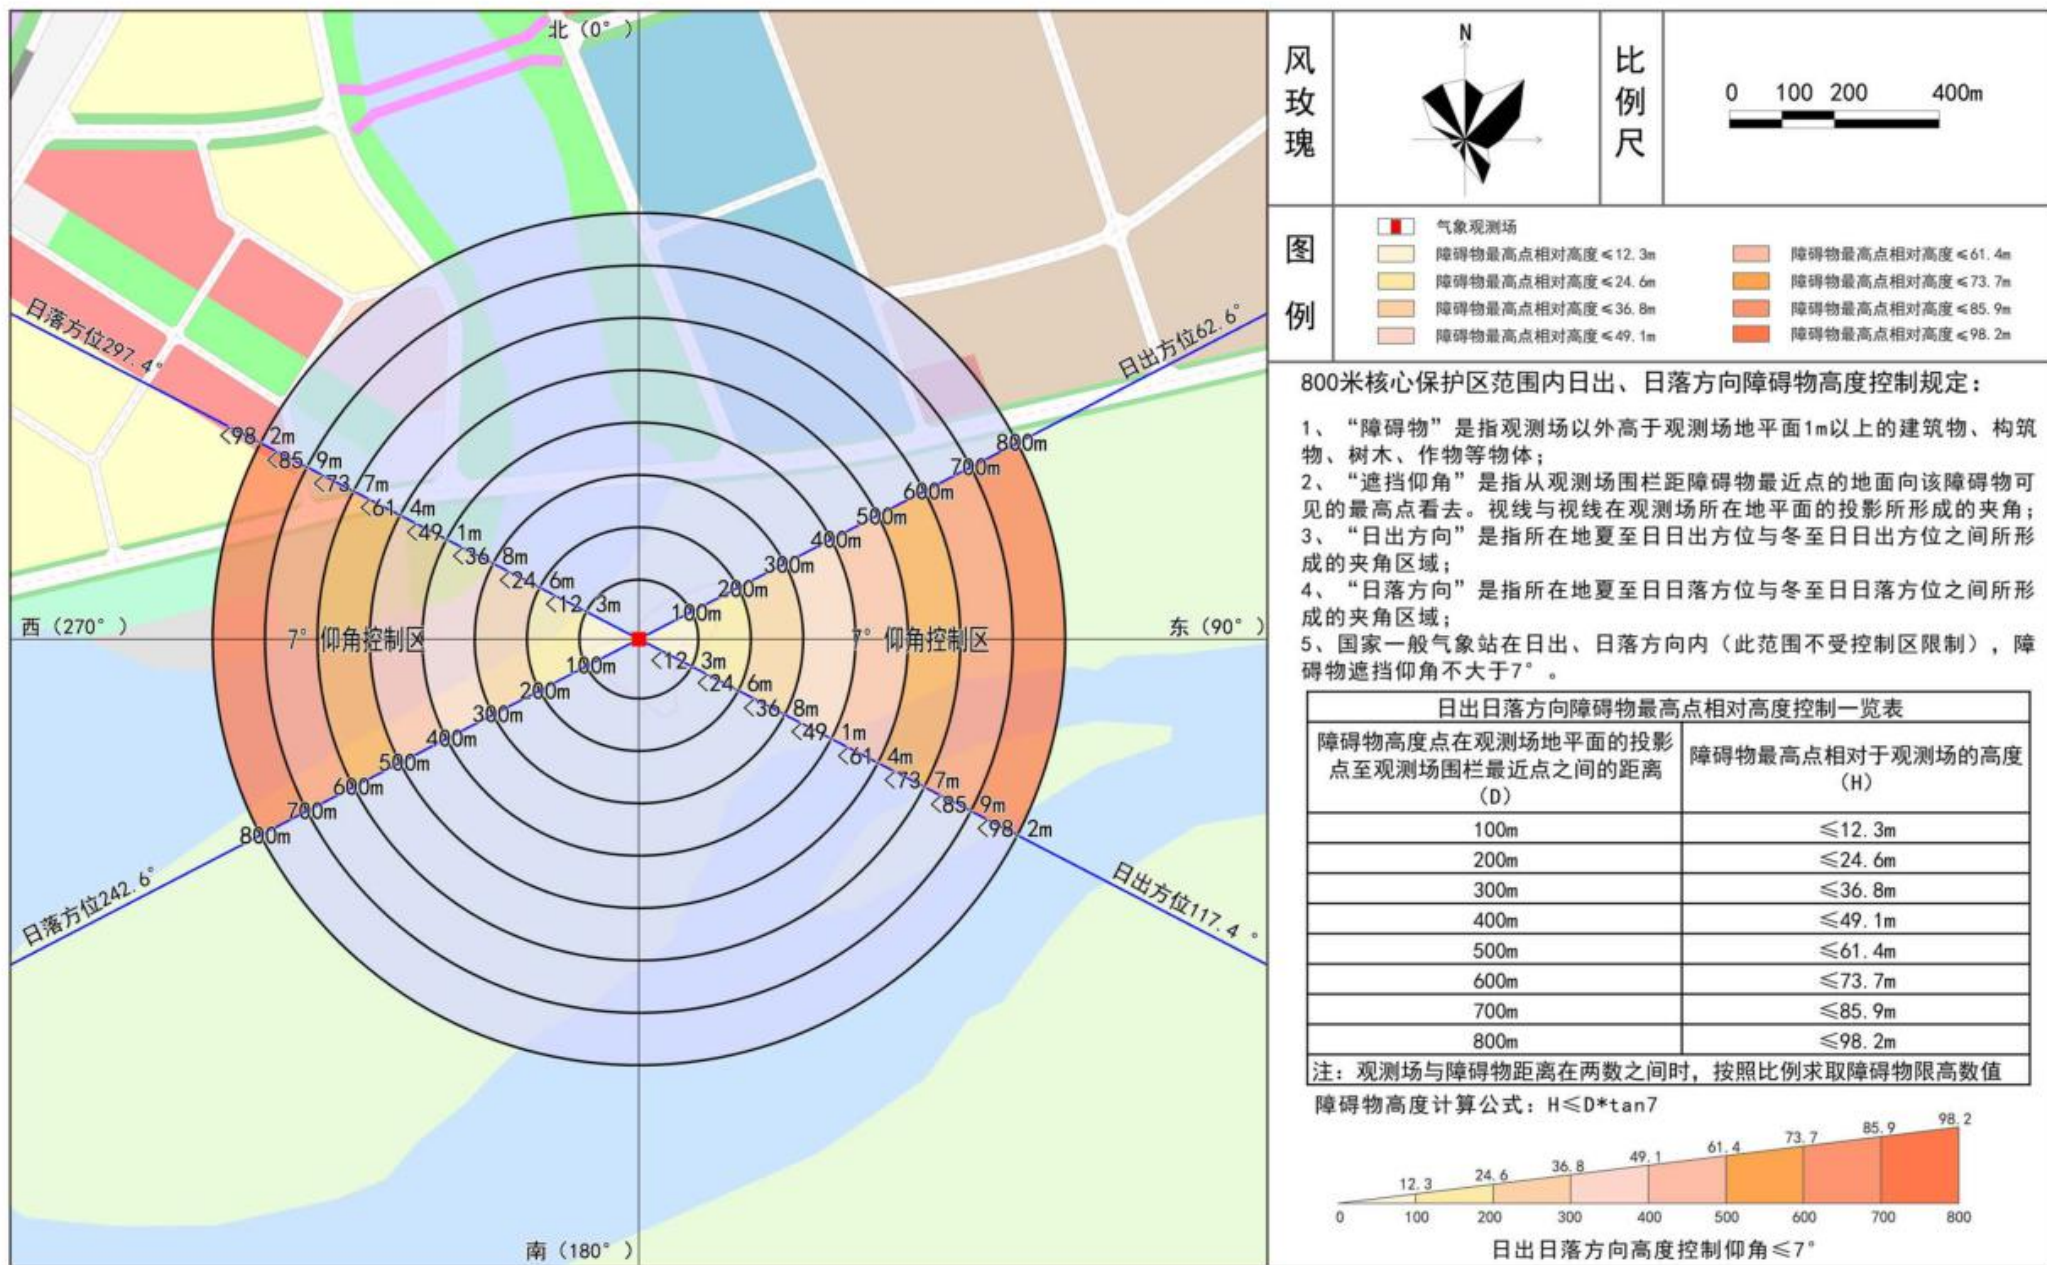 北（0°）
日落方位297.4°
日出方位62.6°
<98.2m
<85.9m
<73.7m
<61.4m
<49.1m
<36.8m
<24.6m
<12.3m
800m
700m
600m
500m
400m
300m
200m
100m
西（270°）
7°仰角控制区
7°仰角控制区
东（90°）
100m
200m
300m
400m
500m
600m
700m
800m
<12.3m
<24.6m
<36.8m
<49.1m
<61.4m
<73.7m
<85.9m
<98.2m
日落方位242.6°
日出方位117.4°
南（180°）
风玫瑰
N
比例尺
0 100 200 400m
图例
气象观测场
障碍物最高点相对高度≤12.3m
障碍物最高点相对高度≤24.6m
障碍物最高点相对高度≤36.8m
障碍物最高点相对高度≤49.1m
障碍物最高点相对高度≤61.4m
障碍物最高点相对高度≤73.7m
障碍物最高点相对高度≤85.9m
障碍物最高点相对高度≤98.2m
800米核心保护区范围内日出、日落方向障碍物高度控制规定：
1、“障碍物”是指观测场以外高于观测场地平面1m以上的建筑物、构筑
物、树木、作物等物体；
2、“遮挡仰角”是指从观测场围栏距障碍物最近点的地面向该障碍物可
见的最高点看去。视线与视线在观测场所在地平面的投影所形成的夹角；
3、“日出方向”是指所在地夏至日日出方位与冬至日日出方位之间所形
成的夹角区域；
4、“日落方向”是指所在地夏至日日落方位与冬至日日落方位之间所形
成的夹角区域；
5、国家一般气象站在日出、日落方向内（此范围不受控制区限制），障
碍物遮挡仰角不大于7°。
日出日落方向障碍物最高点相对高度控制一览表
障碍物高度点在观测场地平面的投影
点至观测场围栏最近点之间的距离
（D）
障碍物最高点相对于观测场的高度
（H）
100m ≤12.3m
200m ≤24.6m
300m ≤36.8m
400m ≤49.1m
500m ≤61.4m
600m ≤73.7m
700m ≤85.9m
800m ≤98.2m
注：观测场与障碍物距离在两数之间时，按照比例求取障碍物限高数值
障碍物高度计算公式：H≤D*tan7
12.3 24.6 36.8 49.1 61.4 73.7 85.9 98.2
0 100 200 300 400 500 600 700 800
日出日落方向高度控制仰角≤7°